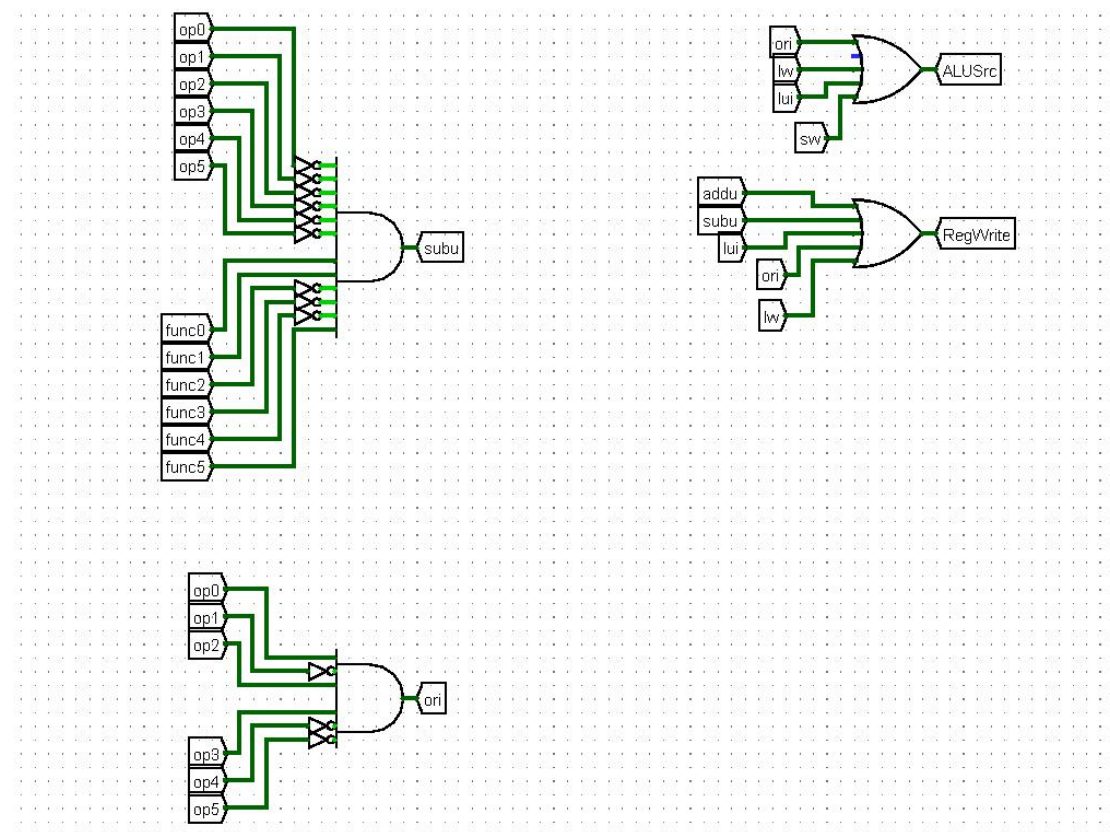 op0
op1
op2
op3
op4
op5
subu
func0
func1
func2
func3
func4
func5
op0
op1
op2
ori
op3
op4
op5
ori
lw
lui
sw
ALUSrc
addu
subu
lui
ori
lw
RegWrite